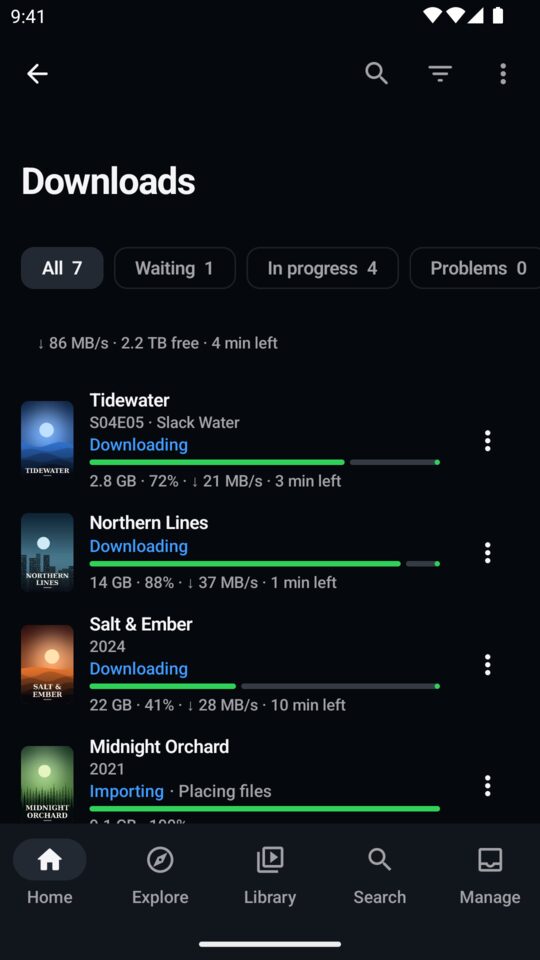 9:41
Downloads
All 7
Waiting 1
In progress 4
Problems 0
↓ 86 MB/s · 2.2 TB free · 4 min left
TIDEWATER
Tidewater
S04E05 · Slack Water
Downloading
2.8 GB · 72% · ↓ 21 MB/s · 3 min left
NORTHERN
LINES
Northern Lines
Downloading
14 GB · 88% · ↓ 37 MB/s · 1 min left
SALT &
EMBER
Salt & Ember
2024
Downloading
22 GB · 41% · ↓ 28 MB/s · 10 min left
MIDNIGHT
ORCHARD
Midnight Orchard
2021
Importing · Placing files
Home
Explore
Library
Search
Manage